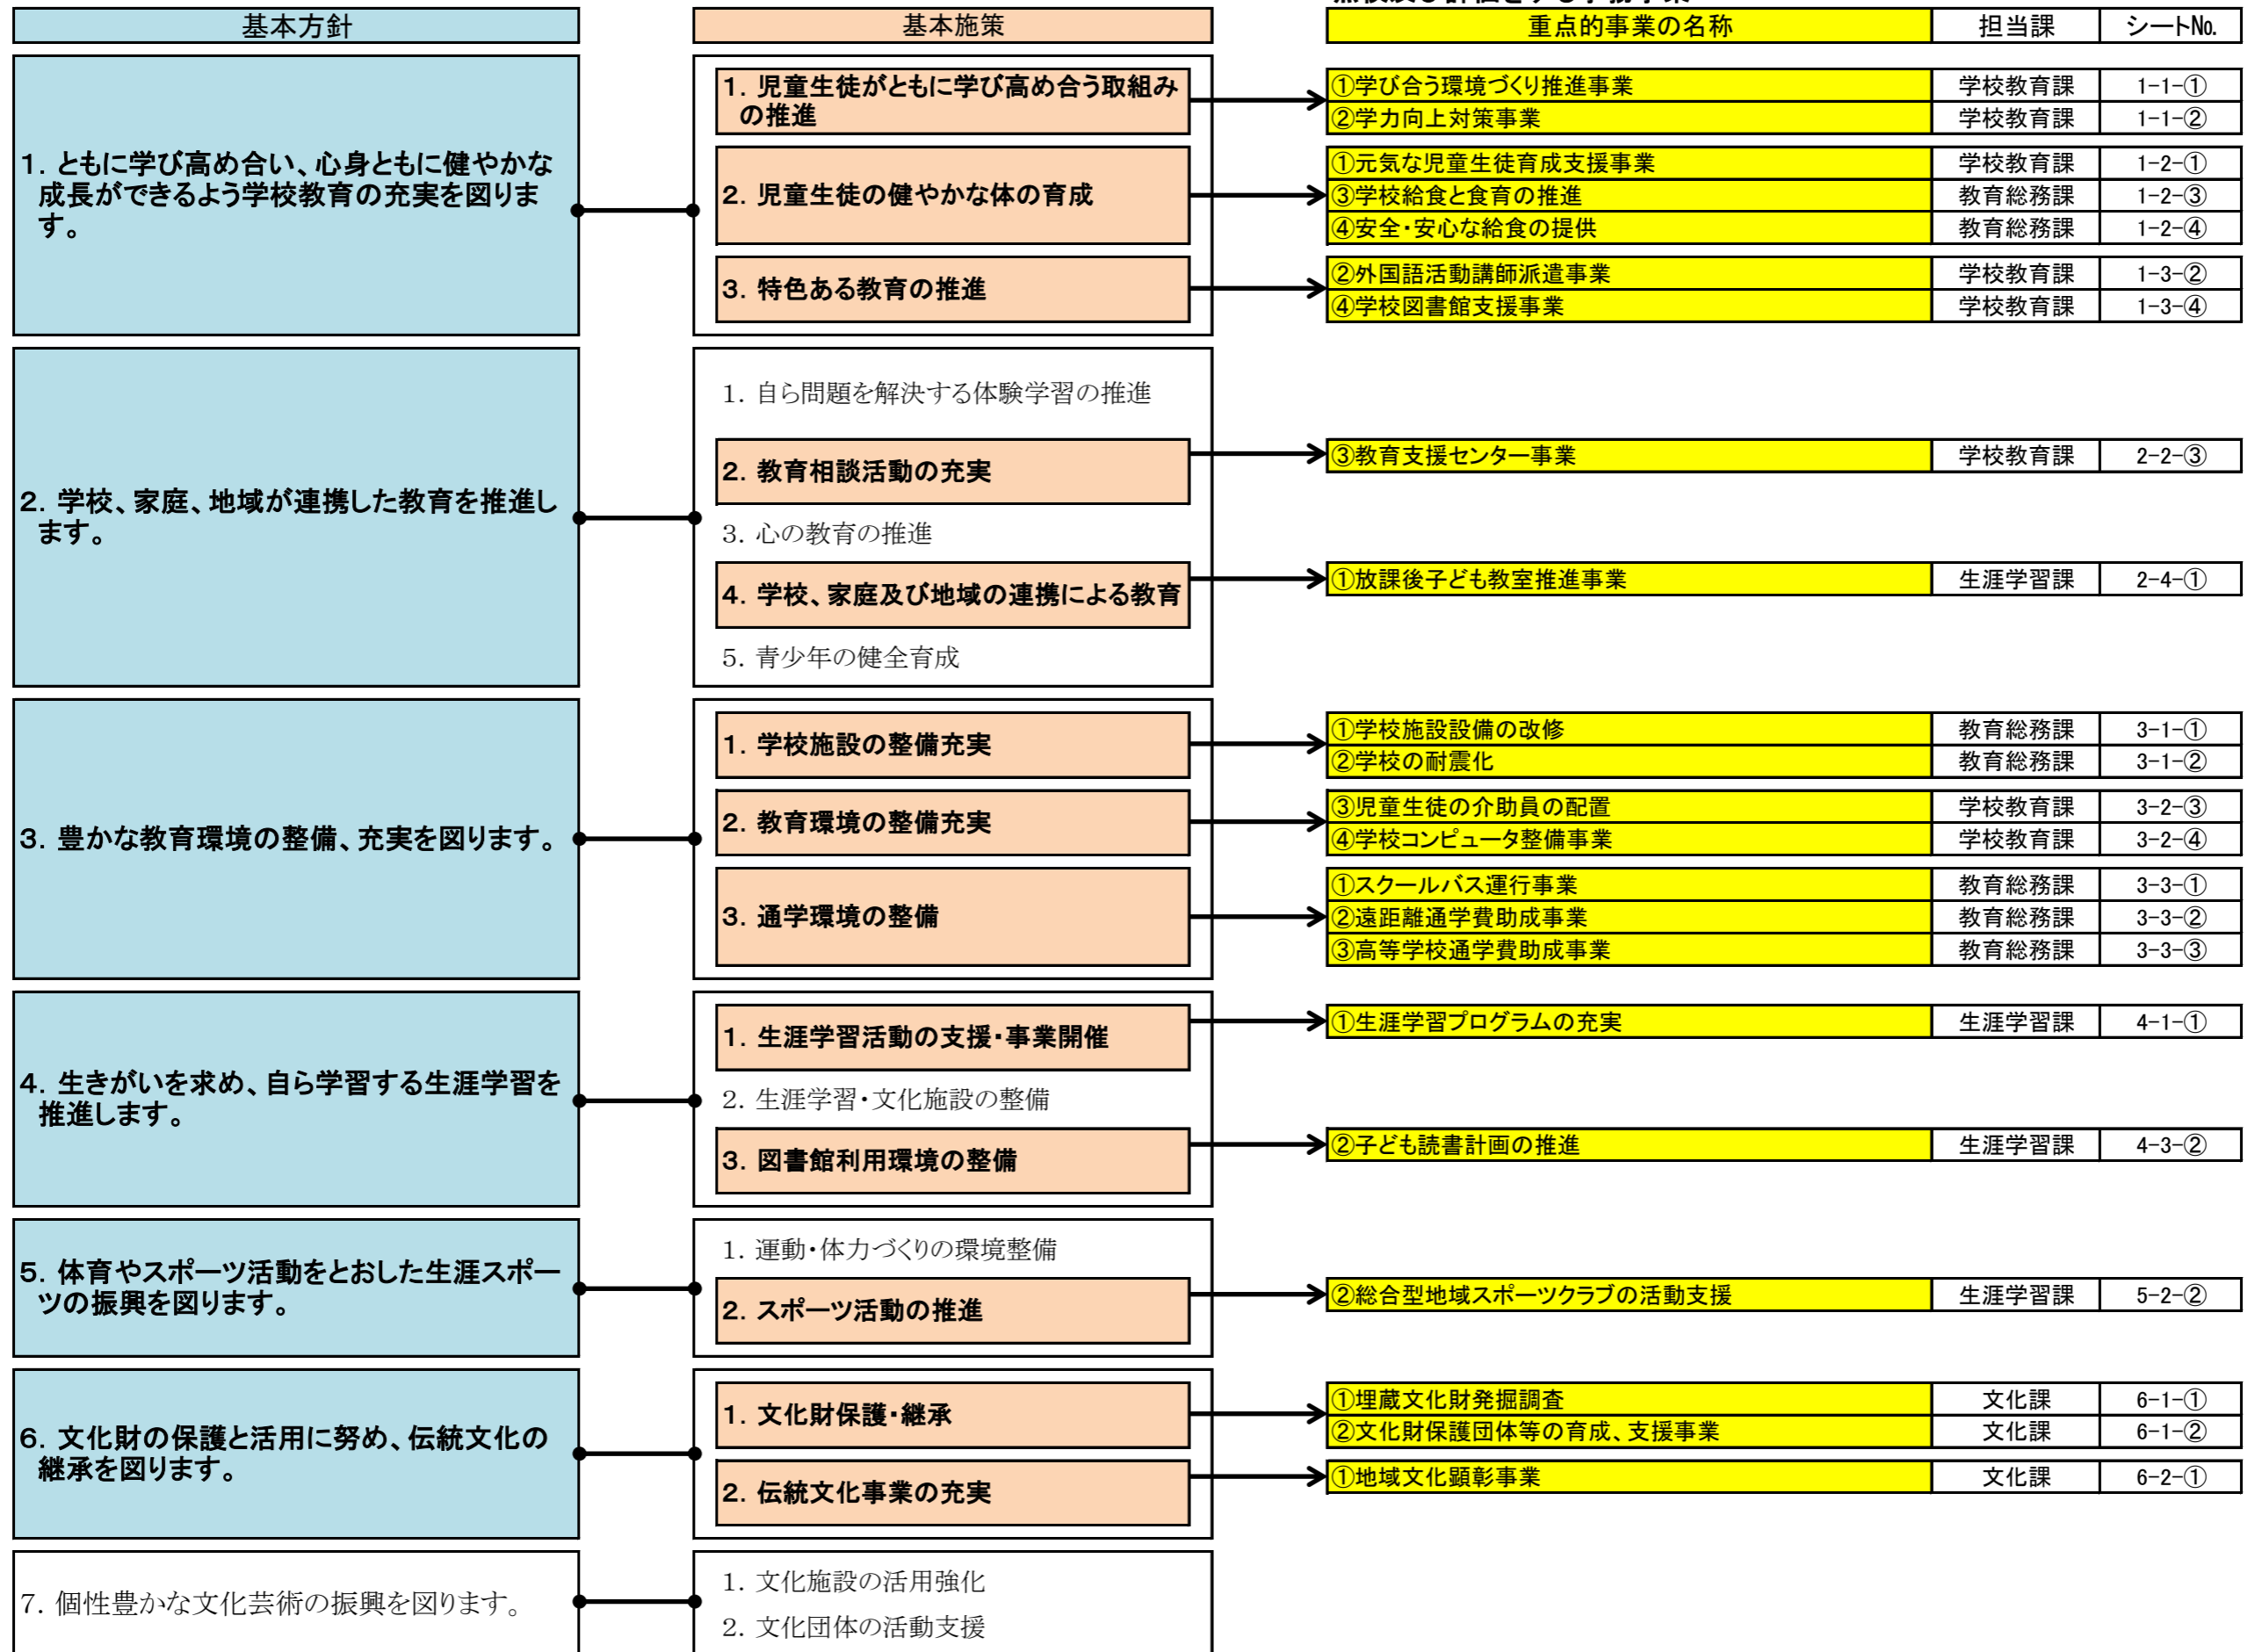 基本方針
基本施策
重点的事業の名称 担当課 シート№
1. ともに学び高め合い、心身ともに健やかな
成長ができるよう学校教育の充実を図りま
す。
1. 児童生徒がともに学び高め合う取組み
の推進
①学び合う環境づくり推進事業 学校教育課 1-1-①
②学力向上対策事業 学校教育課 1-1-②
2. 児童生徒の健やかな体の育成
①元気な児童生徒育成支援事業 学校教育課 1-2-①
③学校給食と食育の推進 教育総務課 1-2-③
④安全・安心な給食の提供 教育総務課 1-2-④
3. 特色ある教育の推進
②外国語活動講師派遣事業 学校教育課 1-3-②
④学校図書館支援事業 学校教育課 1-3-④
2. 学校、家庭、地域が連携した教育を推進し
ます。
1. 自ら問題を解決する体験学習の推進
2. 教育相談活動の充実
③教育支援センター事業 学校教育課 2-2-③
3. 心の教育の推進
4. 学校、家庭及び地域の連携による教育
①放課後子ども教室推進事業 生涯学習課 2-4-①
5. 青少年の健全育成
3. 豊かな教育環境の整備、充実を図ります。
1. 学校施設の整備充実
①学校施設設備の改修 教育総務課 3-1-①
②学校の耐震化 教育総務課 3-1-②
2. 教育環境の整備充実
③児童生徒の介助員の配置 学校教育課 3-2-③
④学校コンピュータ整備事業 学校教育課 3-2-④
3. 通学環境の整備
①スクールバス運行事業 教育総務課 3-3-①
②遠距離通学費助成事業 教育総務課 3-3-②
③高等学校通学費助成事業 教育総務課 3-3-③
4. 生きがいを求め、自ら学習する生涯学習を
推進します。
1. 生涯学習活動の支援・事業開催
①生涯学習プログラムの充実 生涯学習課 4-1-①
2. 生涯学習・文化施設の整備
3. 図書館利用環境の整備
②子ども読書計画の推進 生涯学習課 4-3-②
5. 体育やスポーツ活動をとおした生涯スポー
ツの振興を図ります。
1. 運動・体力づくりの環境整備
2. スポーツ活動の推進
②総合型地域スポーツクラブの活動支援 生涯学習課 5-2-②
6. 文化財の保護と活用に努め、伝統文化の
継承を図ります。
1. 文化財保護・継承
①埋蔵文化財発掘調査 文化課 6-1-①
②文化財保護団体等の育成、支援事業 文化課 6-1-②
2. 伝統文化事業の充実
①地域文化顕彰事業 文化課 6-2-①
7. 個性豊かな文化芸術の振興を図ります。
1. 文化施設の活用強化
2. 文化団体の活動支援